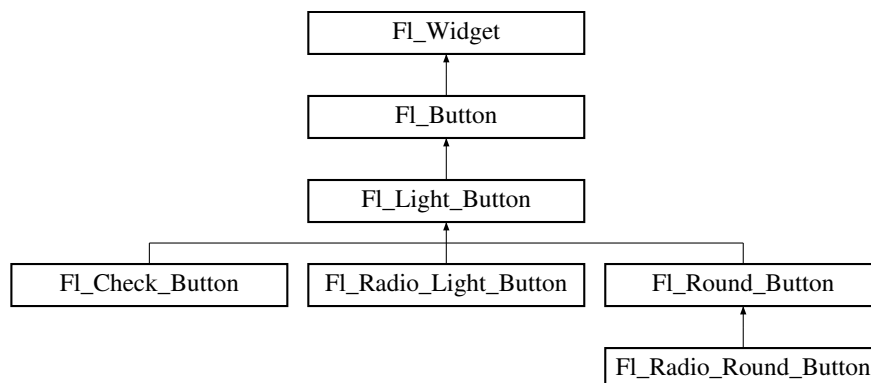 Fl_Widget
Fl_Button
Fl_Light_Button
Fl_Check_Button
Fl_Radio_Light_Button
Fl_Round_Button
Fl_Radio_Round_Button